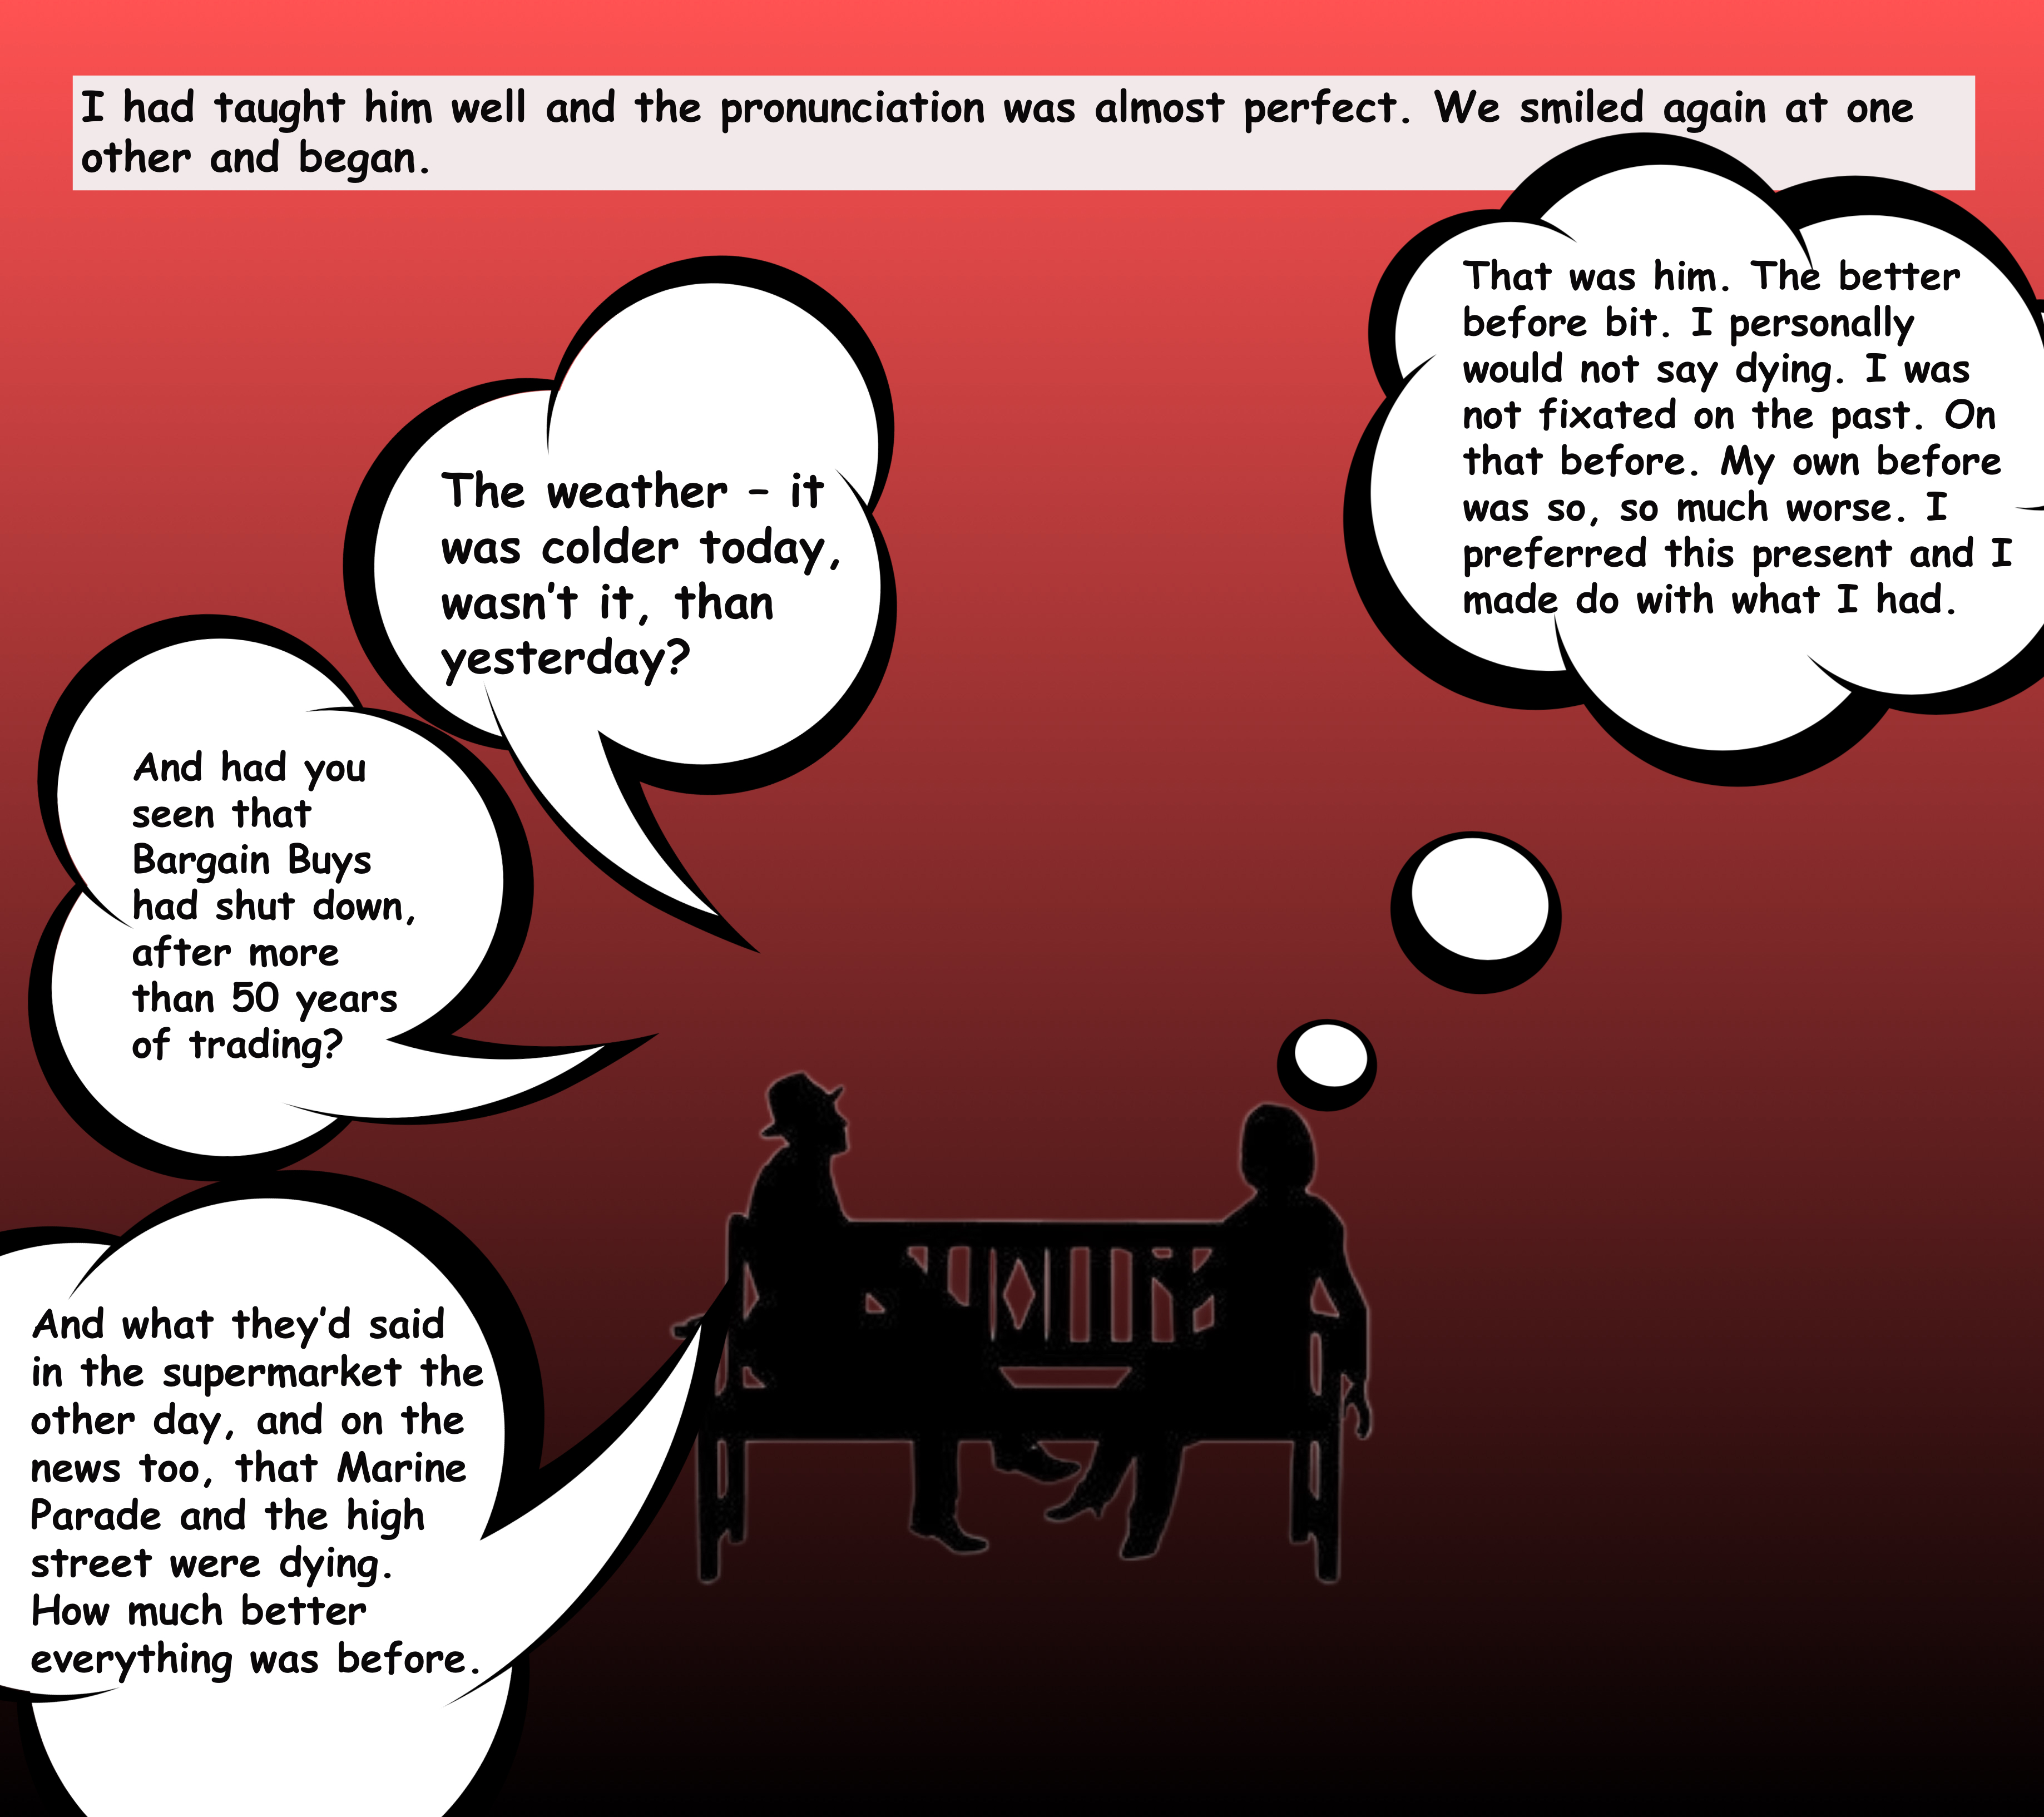 I had taught him well and the pronunciation was almost perfect. We smiled again at one
other and began.
The weather – it
was colder today,
wasn't it, than
yesterday?
And had you
seen that
Bargain Buys
had shut down,
after more
than 50 years
of trading?
And what they'd said
in the supermarket the
other day, and on the
news too, that Marine
Parade and the high
street were dying.
How much better
everything was before.
That was him. The better
before bit. I personally
would not say dying. I was
not fixated on the past. On
that before. My own before
was so, so much worse. I
preferred this present and I
made do with what I had.